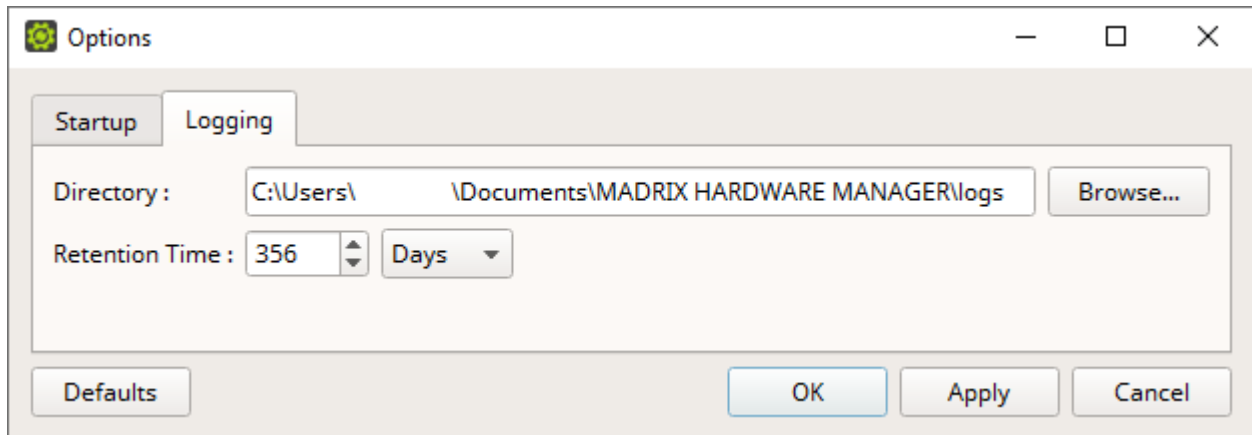 Options
Startup Logging
Directory : C:\Users\ \Documents\MADRIX HARDWARE MANAGER\logs Browse...
Retention Time : 356 Days
Defaults OK Apply Cancel